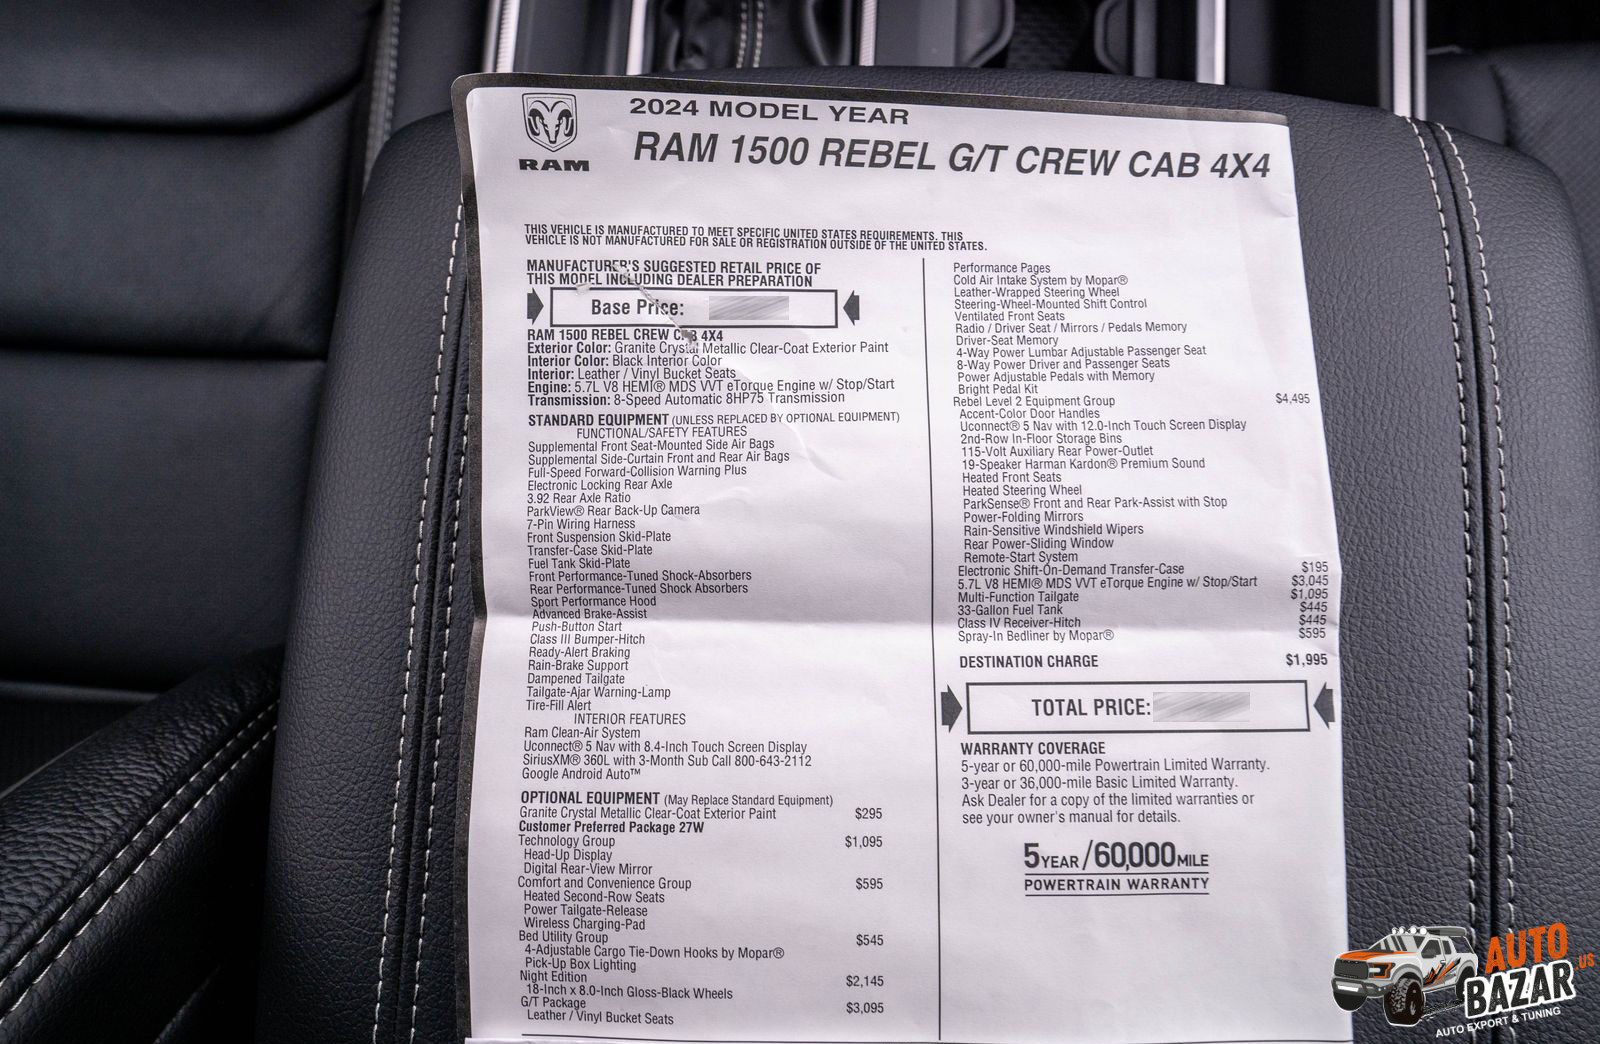 RAM
2024 MODEL YEAR
RAM 1500 REBEL G/T CREW CAB 4X4
THIS VEHICLE IS MANUFACTURED TO MEET SPECIFIC UNITED STATES REQUIREMENTS. THIS
VEHICLE IS NOT MANUFACTURED FOR SALE OR REGISTRATION OUTSIDE OF THE UNITED STATES.
MANUFACTURER'S SUGGESTED RETAIL PRICE OF
THIS MODEL INCLUDING DEALER PREPARATION
Base Price:
RAM 1500 REBEL CREW CAB 4X4
Exterior Color: Granite Crystal Metallic Clear-Coat Exterior Paint
Interior Color: Black Interior Color
Interior: Leather / Vinyl Bucket Seats
Engine: 5.7L V8 HEMI® MDS VVT eTorque Engine w/ Stop/Start
Transmission: 8-Speed Automatic 8HP75 Transmission
STANDARD EQUIPMENT (UNLESS REPLACED BY OPTIONAL EQUIPMENT)
FUNCTIONAL/SAFETY FEATURES
Supplemental Front Seat-Mounted Side Air Bags
Supplemental Side-Curtain Front and Rear Air Bags
Full-Speed Forward-Collision Warning Plus
Electronic Locking Rear Axle
3.92 Rear Axle Ratio
ParkView® Rear Back-Up Camera
7-Pin Wiring Harness
Front Suspension Skid-Plate
Transfer-Case Skid-Plate
Fuel Tank Skid-Plate
Front Performance-Tuned Shock-Absorbers
Rear Performance-Tuned Shock Absorbers
Sport Performance Hood
Advanced Brake-Assist
Push-Button Start
Class III Bumper-Hitch
Ready-Alert Braking
Rain-Brake Support
Dampened Tailgate
Tailgate-Ajar Warning-Lamp
Tire-Fill Alert
INTERIOR FEATURES
Ram Clean-Air System
Uconnect® 5 Nav with 8.4-Inch Touch Screen Display
SiriusXM® 360L with 3-Month Sub Call 800-643-2112
Google Android Auto™
OPTIONAL EQUIPMENT (May Replace Standard Equipment)
Granite Crystal Metallic Clear-Coat Exterior Paint $295
Customer Preferred Package 27W
Technology Group $1,095
Head-Up Display
Digital Rear-View Mirror
Comfort and Convenience Group $595
Heated Second-Row Seats
Power Tailgate-Release
Wireless Charging-Pad
Bed Utility Group $545
4-Adjustable Cargo Tie-Down Hooks by Mopar®
Pick-Up Box Lighting
Night Edition $2,145
18-Inch x 8.0-Inch Gloss-Black Wheels
G/T Package $3,095
Leather / Vinyl Bucket Seats
Performance Pages
Cold Air Intake System by Mopar®
Leather-Wrapped Steering Wheel
Steering-Wheel-Mounted Shift Control
Ventilated Front Seats
Radio / Driver Seat / Mirrors / Pedals Memory
Driver-Seat Memory
4-Way Power Lumbar Adjustable Passenger Seat
8-Way Power Driver and Passenger Seats
Power Adjustable Pedals with Memory
Bright Pedal Kit
Rebel Level 2 Equipment Group $4,495
Accent-Color Door Handles
Uconnect® 5 Nav with 12.0-Inch Touch Screen Display
2nd-Row In-Floor Storage Bins
115-Volt Auxiliary Rear Power-Outlet
19-Speaker Harman Kardon® Premium Sound
Heated Front Seats
Heated Steering Wheel
ParkSense® Front and Rear Park-Assist with Stop
Power-Folding Mirrors
Rain-Sensitive Windshield Wipers
Rear Power-Sliding Window
Remote-Start System
Electronic Shift-On-Demand Transfer-Case $195
5.7L V8 HEMI® MDS VVT eTorque Engine w/ Stop/Start $3,045
Multi-Function Tailgate $1,095
33-Gallon Fuel Tank $445
Class IV Receiver-Hitch $445
Spray-In Bedliner by Mopar® $595
DESTINATION CHARGE $1,995
TOTAL PRICE:
WARRANTY COVERAGE
5-year or 60,000-mile Powertrain Limited Warranty.
3-year or 36,000-mile Basic Limited Warranty.
Ask Dealer for a copy of the limited warranties or
see your owner's manual for details.
5 YEAR / 60,000 MILE
POWERTRAIN WARRANTY
AUTO
BAZAR.US
AUTO EXPORT & TUNING